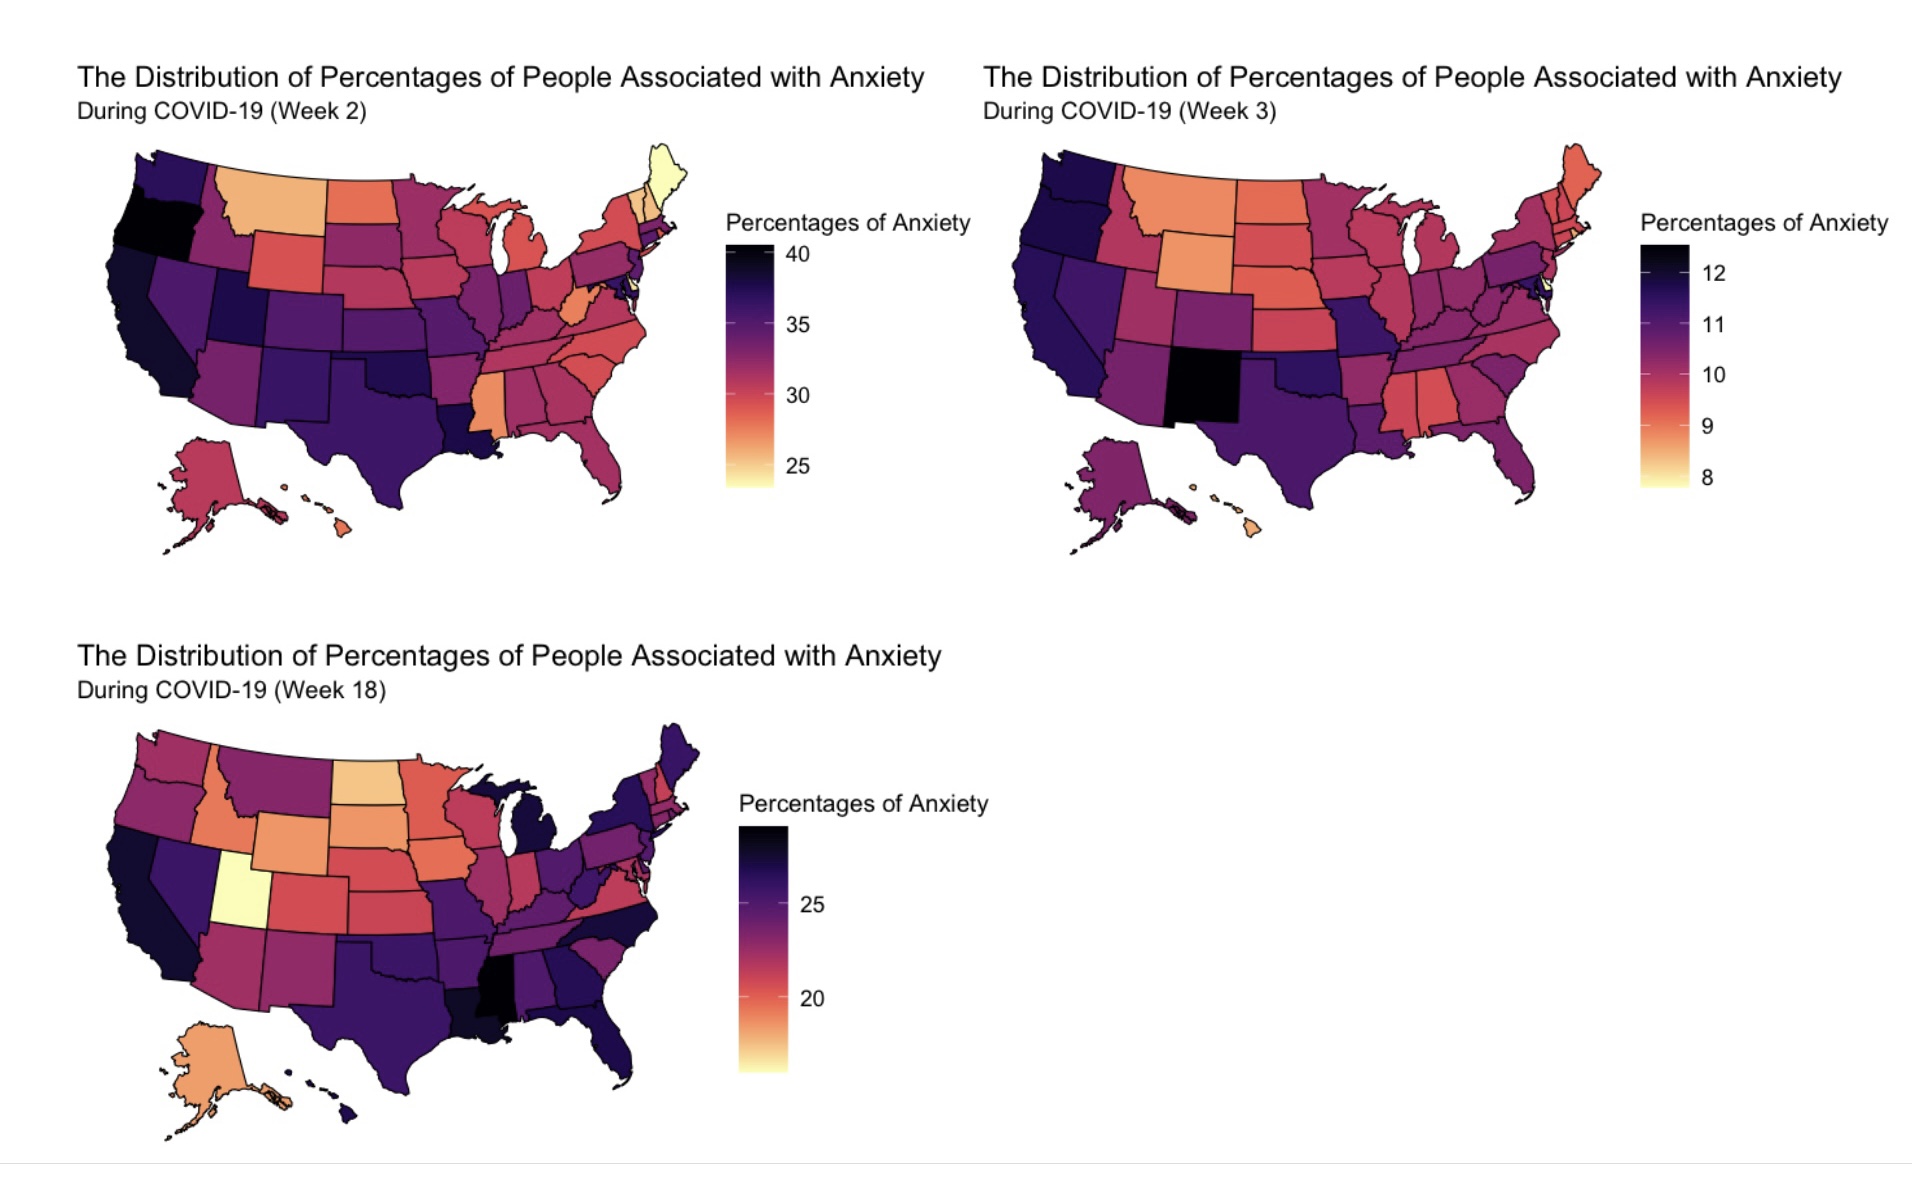 The Distribution of Percentages of People Associated with Anxiety
During COVID-19 (Week 2)
Percentages of Anxiety
40
35
30
25
The Distribution of Percentages of People Associated with Anxiety
During COVID-19 (Week 3)
Percentages of Anxiety
12
11
10
9
8
The Distribution of Percentages of People Associated with Anxiety
During COVID-19 (Week 18)
Percentages of Anxiety
25
20